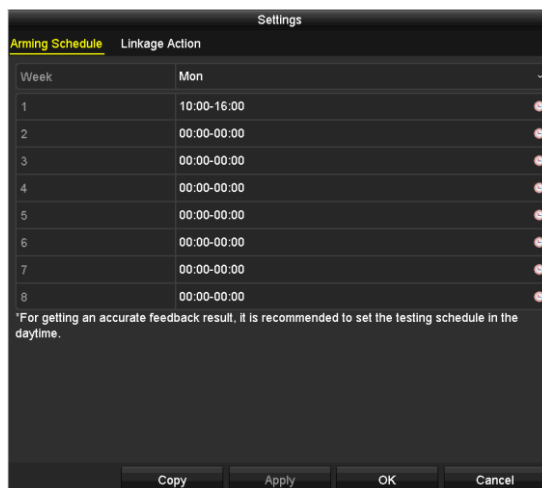 Settings
Arming Schedule Linkage Action
Week Mon
1 10:00-16:00
2 00:00-00:00
3 00:00-00:00
4 00:00-00:00
5 00:00-00:00
6 00:00-00:00
7 00:00-00:00
8 00:00-00:00
*For getting an accurate feedback result, it is recommended to set the testing schedule in the
daytime.
Copy Apply OK Cancel